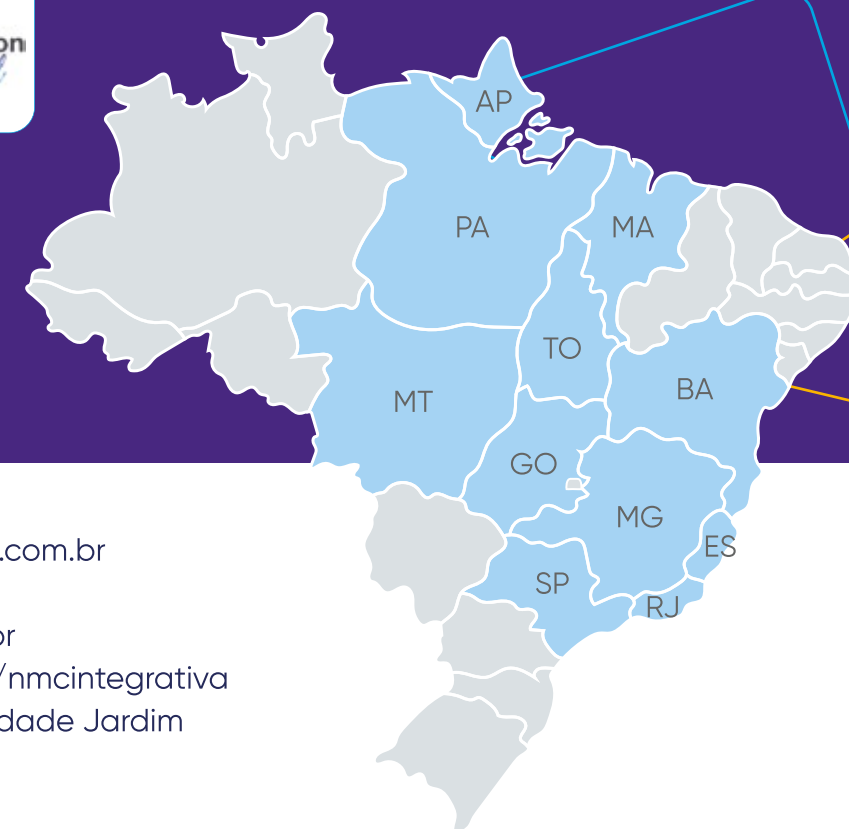 AP
PA
MA
TO
BA
MT
GO
MG
ES
SP
RJ
.com.br
/nmcintegrativa
dade Jardim